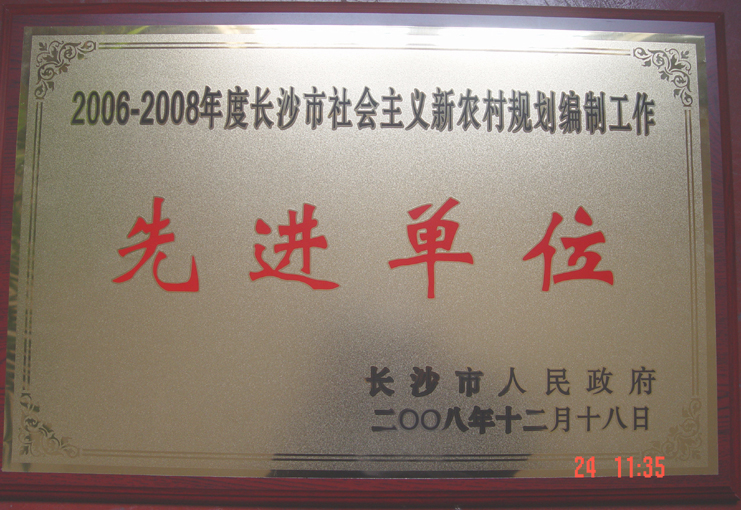 2006-2008年度长沙市社会主义新农村规划编制工作
先进单位
长沙市人民政府
二〇〇八年十二月十八日
24 11:35